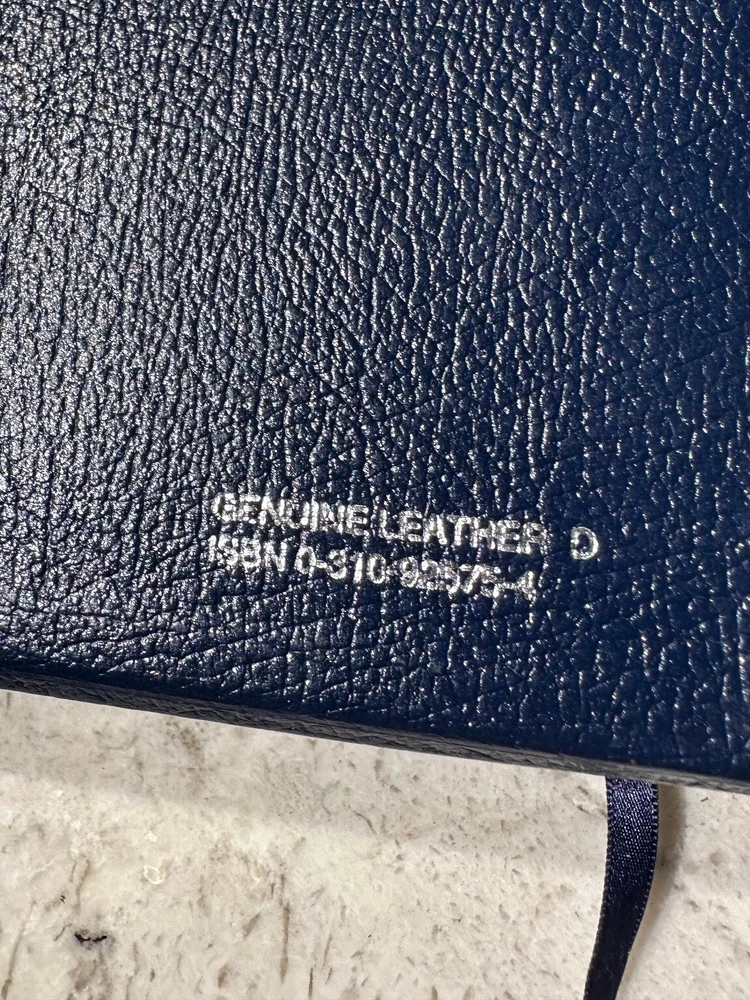 GENUINE LEATHER D
ISBN 0-310-92575-4